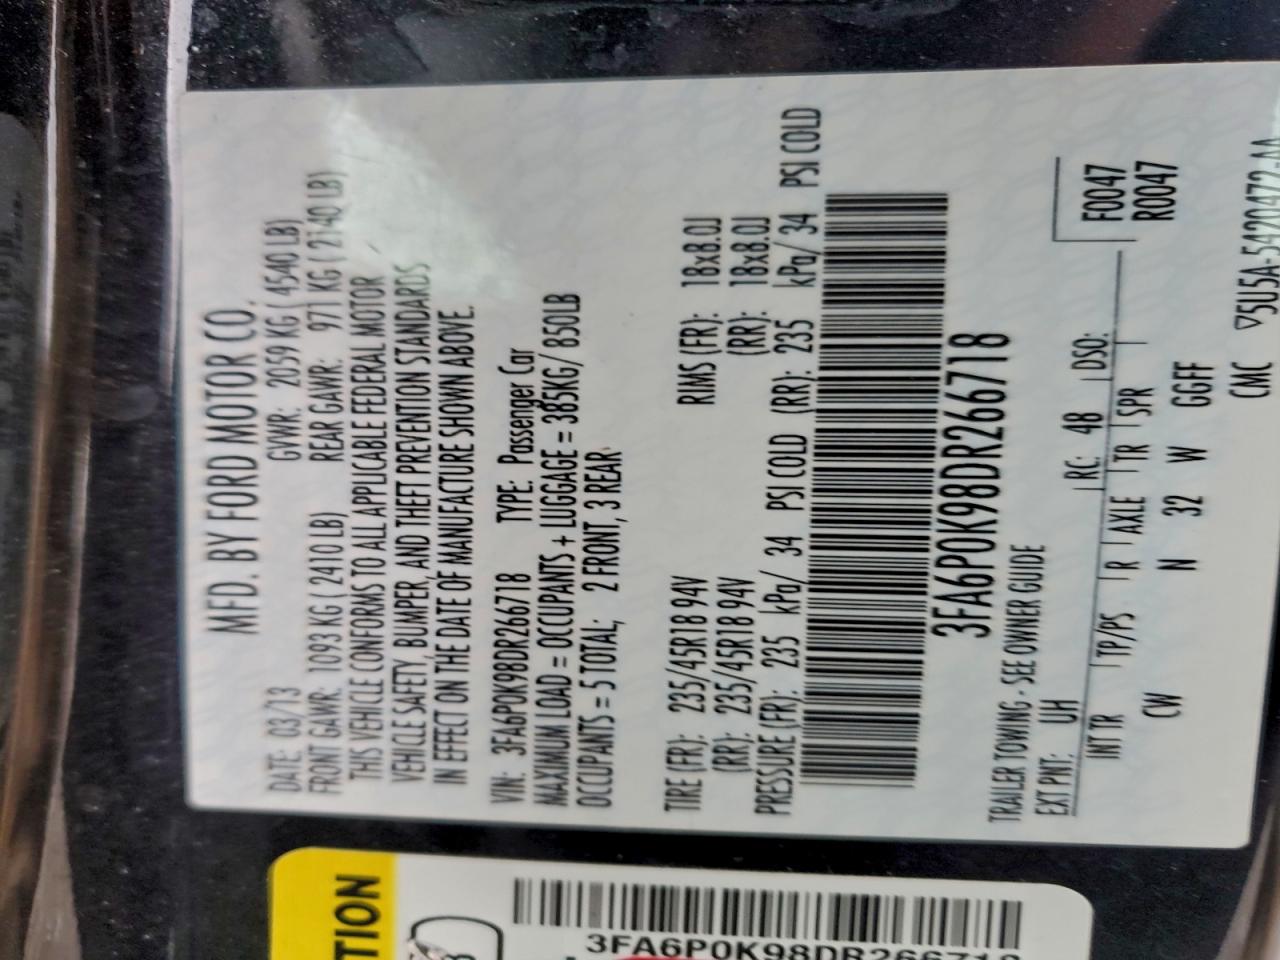 MFD. BY FORD MOTOR CO.
DATE: 03/13 GVWR: 2059 KG ( 4540 LB)
FRONT GAWR: 1093 KG ( 2410 LB) REAR GAWR: 971 KG ( 2140 LB)
THIS VEHICLE CONFORMS TO ALL APPLICABLE FEDERAL MOTOR
VEHICLE SAFETY, BUMPER, AND THEFT PREVENTION STANDARDS
IN EFFECT ON THE DATE OF MANUFACTURE SHOWN ABOVE.
VIN: 3FA6P0K98DR266718 TYPE: Passenger Car
MAXIMUM LOAD = OCCUPANTS + LUGGAGE = 385KG/ 850LB
OCCUPANTS = 5 TOTAL; 2 FRONT, 3 REAR
TIRE (FR): 235/45R18 94V RIMS (FR): 18x8.0J
(RR): 235/45R18 94V (RR): 18x8.0J
PRESSURE (FR): 235 kPa/ 34 PSI COLD (RR): 235 kPa/ 34 PSI COLD
3FA6P0K98DR266718
TRAILER TOWING - SEE OWNER GUIDE
EXT PNT: UH RC: 48 DSO: F0047
INT TR TP/PS R AXLE TR SPR R0047
CW N 32 W GGFF
CMC ▽5U5A-5420472-AA
TION
3FA6P0K98DR266718